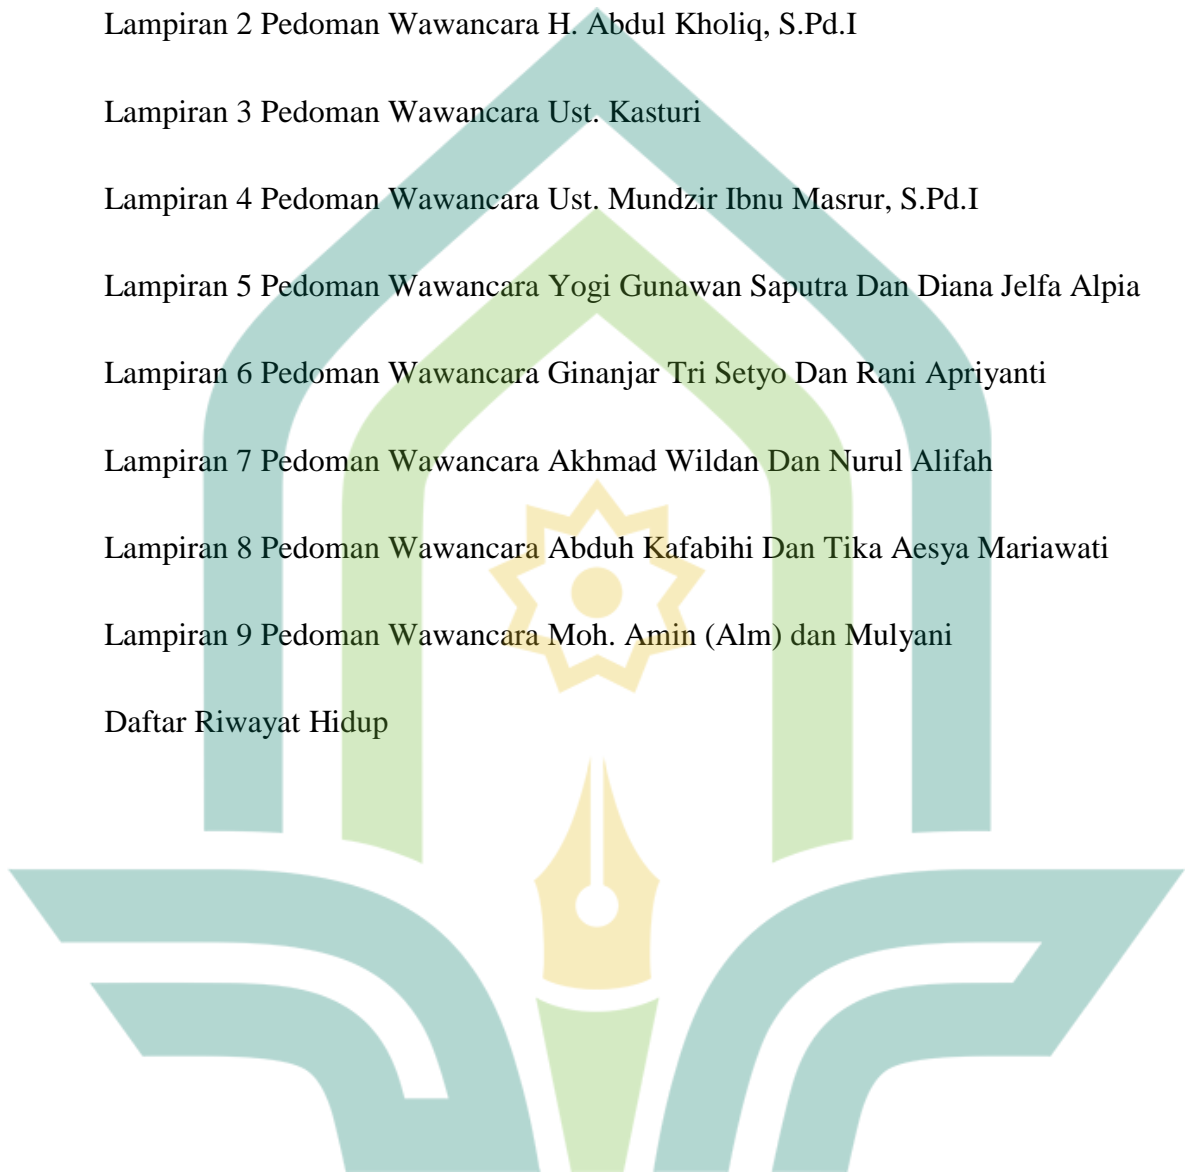 Lampiran 2 Pedoman Wawancara H. Abdul Kholiq, S.Pd.I
Lampiran 3 Pedoman Wawancara Ust. Kasturi
Lampiran 4 Pedoman Wawancara Ust. Mundzir Ibnu Masrur, S.Pd.I
Lampiran 5 Pedoman Wawancara Yogi Gunawan Saputra Dan Diana Jelfa Alpia
Lampiran 6 Pedoman Wawancara Ginanjar Tri Setyo Dan Rani Apriyanti
Lampiran 7 Pedoman Wawancara Akhmad Wildan Dan Nurul Alifah
Lampiran 8 Pedoman Wawancara Abduh Kafabihi Dan Tika Aesya Mariawati
Lampiran 9 Pedoman Wawancara Moh. Amin (Alm) dan Mulyani
Daftar Riwayat Hidup